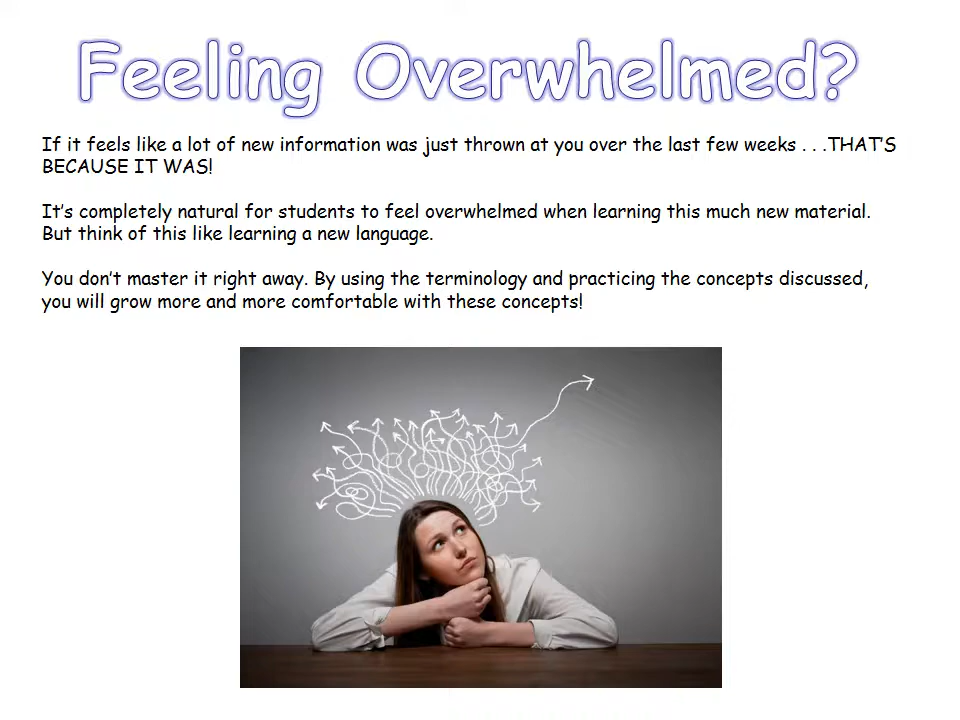 Feeling Overwhelmed?
If it feels like a lot of new information was just thrown at you over the last few weeks . . .THAT'S
BECAUSE IT WAS!
It's completely natural for students to feel overwhelmed when learning this much new material.
But think of this like learning a new language.
You don't master it right away. By using the terminology and practicing the concepts discussed,
you will grow more and more comfortable with these concepts!